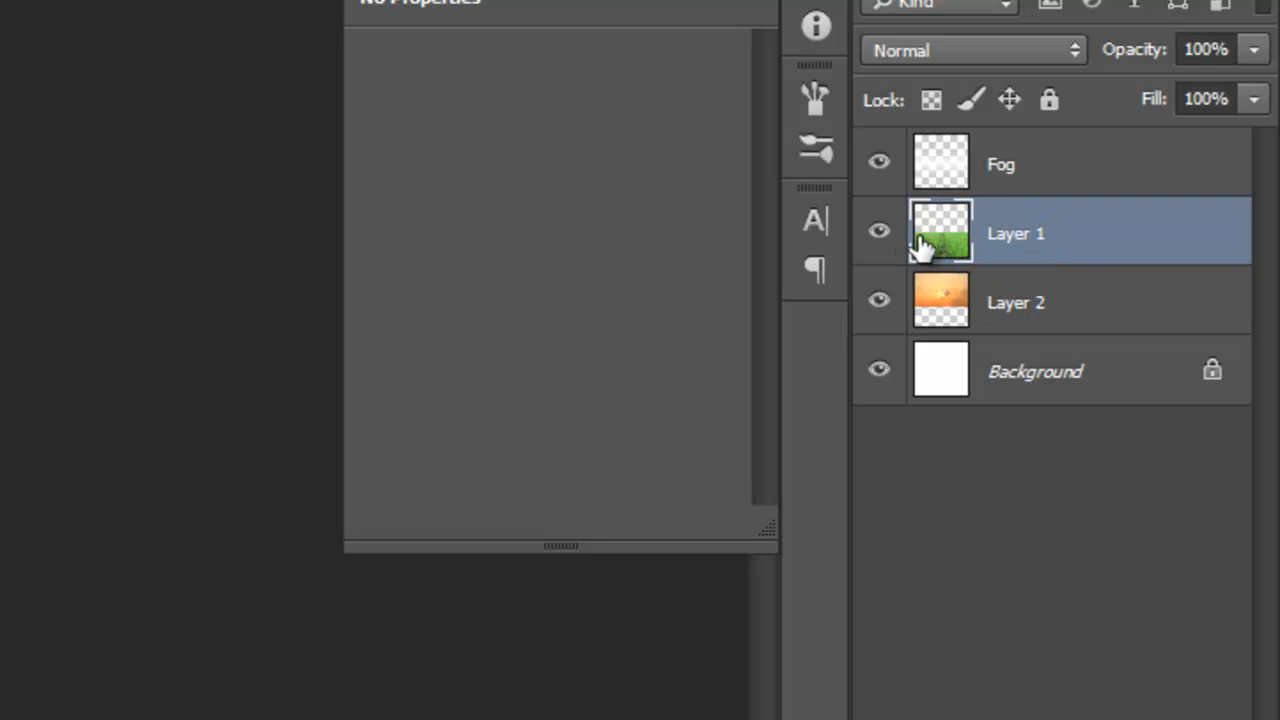 No Properties
Kind
Normal Opacity: 100%
Lock: Fill: 100%
Fog
Layer 1
Layer 2
Background